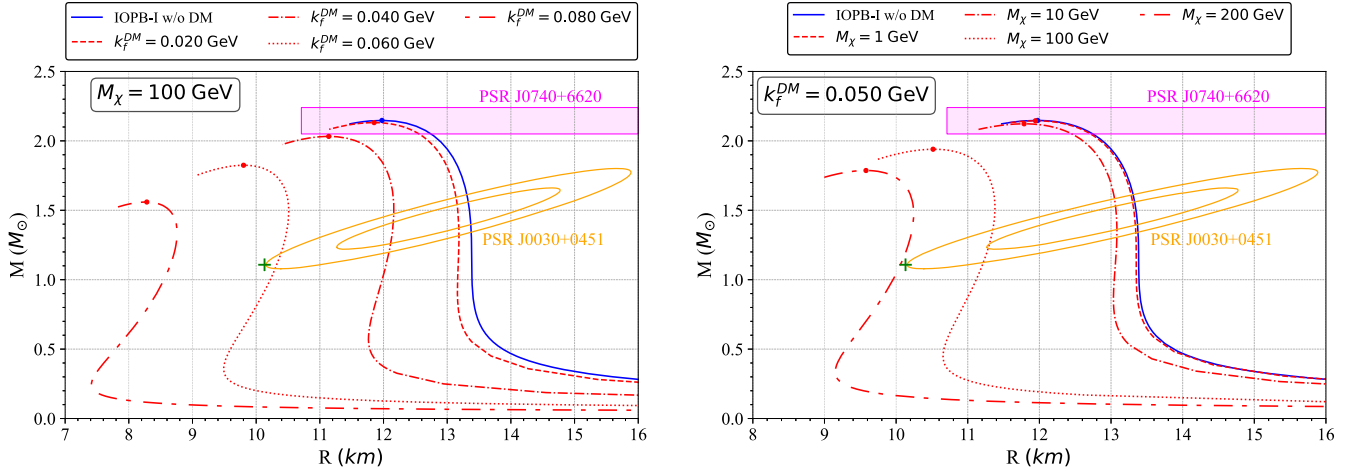 IOPB-I w/o DM
k_f^{DM} = 0.020 GeV
k_f^{DM} = 0.040 GeV
k_f^{DM} = 0.060 GeV
k_f^{DM} = 0.080 GeV
M_χ = 100 GeV
PSR J0740+6620
PSR J0030+0451
2.5
2.0
1.5
1.0
0.5
0.0
M (M_⊙)
7 8 9 10 11 12 13 14 15 16
R (km)
IOPB-I w/o DM
M_χ = 1 GeV
M_χ = 10 GeV
M_χ = 100 GeV
M_χ = 200 GeV
k_f^{DM} = 0.050 GeV
PSR J0740+6620
PSR J0030+0451
2.5
2.0
1.5
1.0
0.5
0.0
M (M_⊙)
8 9 10 11 12 13 14 15 16
R (km)